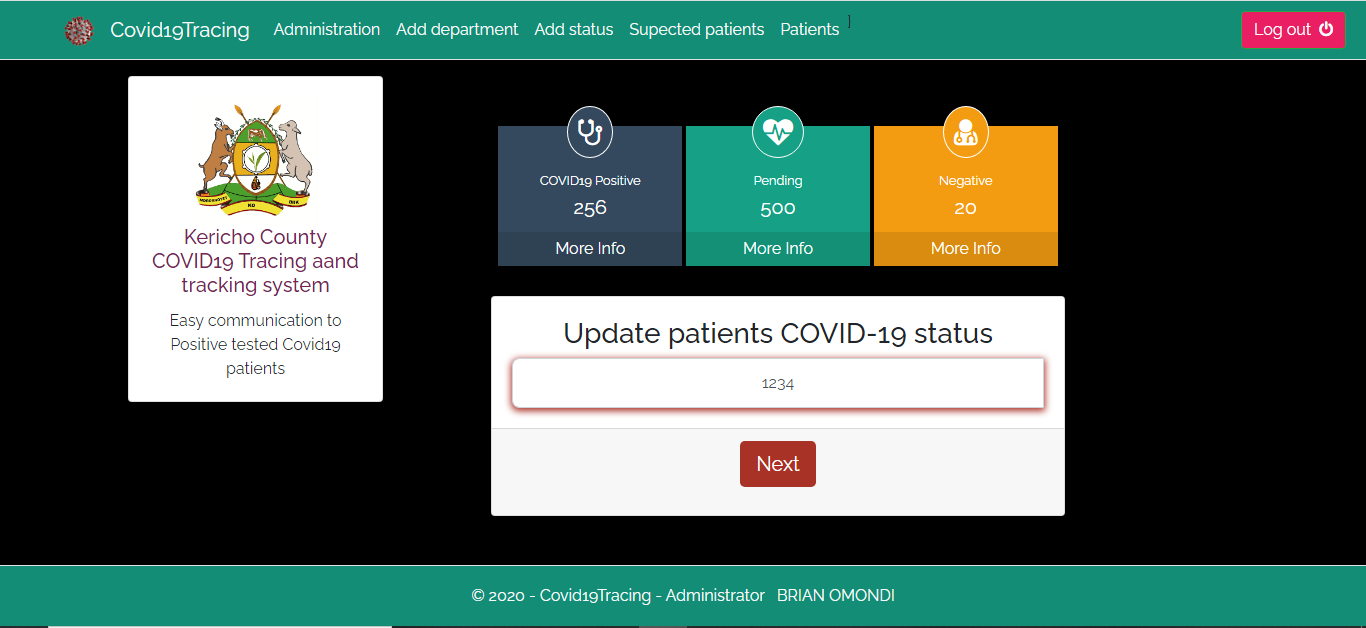 Covid19Tracing Administration Add department Add status Supected patients Patients ] Log out
Kericho County
COVID19 Tracing aand
tracking system
Easy communication to
Positive tested Covid19
patients
COVID19 Positive
256
More Info
Pending
500
More Info
Negative
20
More Info
Update patients COVID-19 status
1234
Next
© 2020 - Covid19Tracing - Administrator BRIAN OMONDI